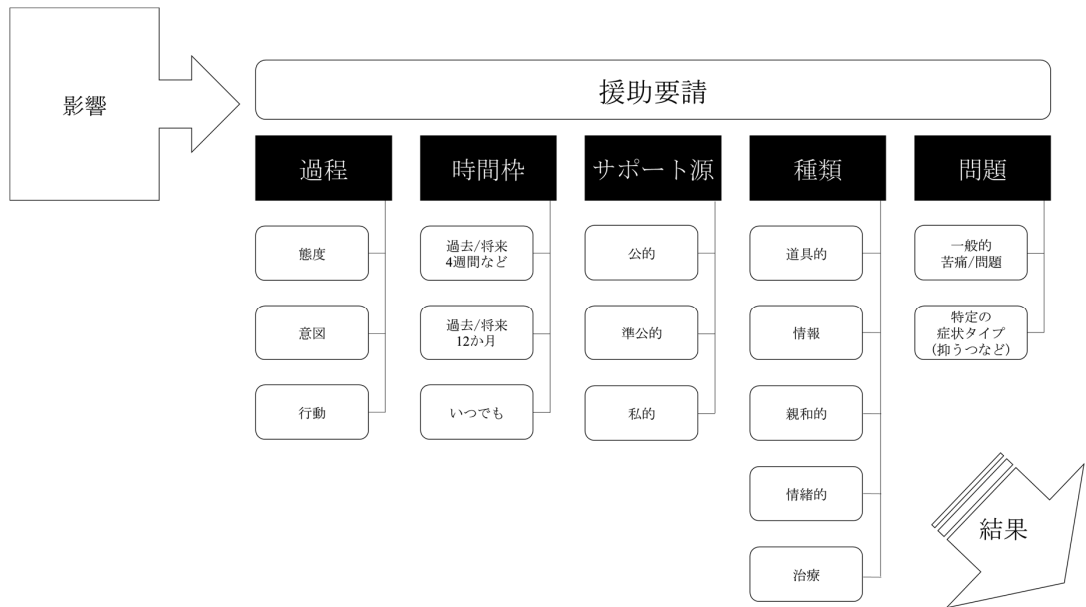 影響
援助要請
過程
時間枠
サポート源
種類
問題
態度
意図
行動
過去/将来
4週間など
過去/将来
12か月
いつでも
公的
準公的
私的
道具的
情報
親和的
情緒的
治療
一般的
苦痛/問題
特定の
症状タイプ
(抑うつなど)
結果